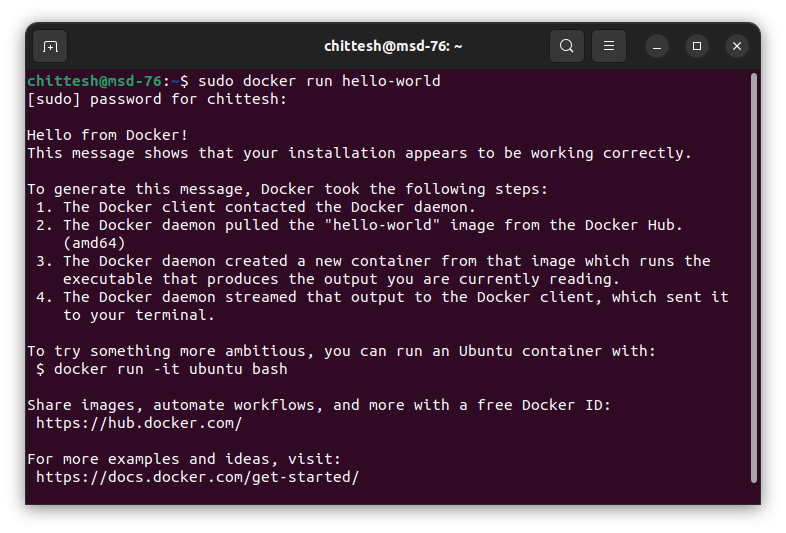 chittesh@msd-76: ~
chittesh@msd-76:~$ sudo docker run hello-world
[sudo] password for chittesh:

Hello from Docker!
This message shows that your installation appears to be working correctly.

To generate this message, Docker took the following steps:
 1. The Docker client contacted the Docker daemon.
 2. The Docker daemon pulled the "hello-world" image from the Docker Hub.
    (amd64)
 3. The Docker daemon created a new container from that image which runs the
    executable that produces the output you are currently reading.
 4. The Docker daemon streamed that output to the Docker client, which sent it
    to your terminal.

To try something more ambitious, you can run an Ubuntu container with:
 $ docker run -it ubuntu bash

Share images, automate workflows, and more with a free Docker ID:
 https://hub.docker.com/

For more examples and ideas, visit:
 https://docs.docker.com/get-started/